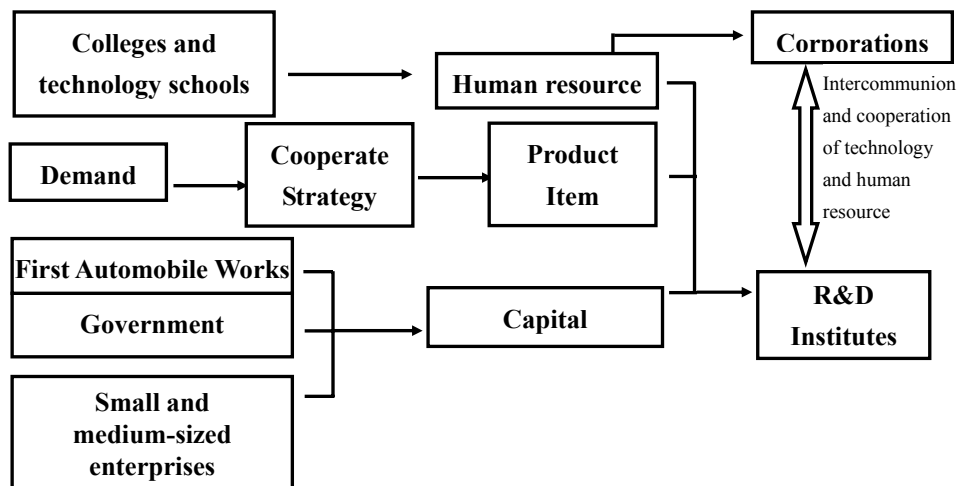 Colleges and
technology schools
Human resource
Corporations
Intercommunion
and cooperation
of technology
and human
resource
Demand
Cooperate
Strategy
Product
Item
First Automobile Works
Government
Capital
R&D
Institutes
Small and
medium-sized
enterprises